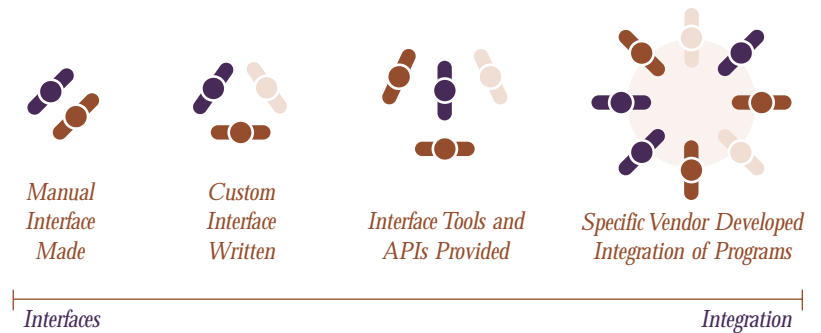 Manual
Interface
Made
Custom
Interface
Written
Interface Tools and
APIs Provided
Specific Vendor Developed
Integration of Programs
Interfaces
Integration